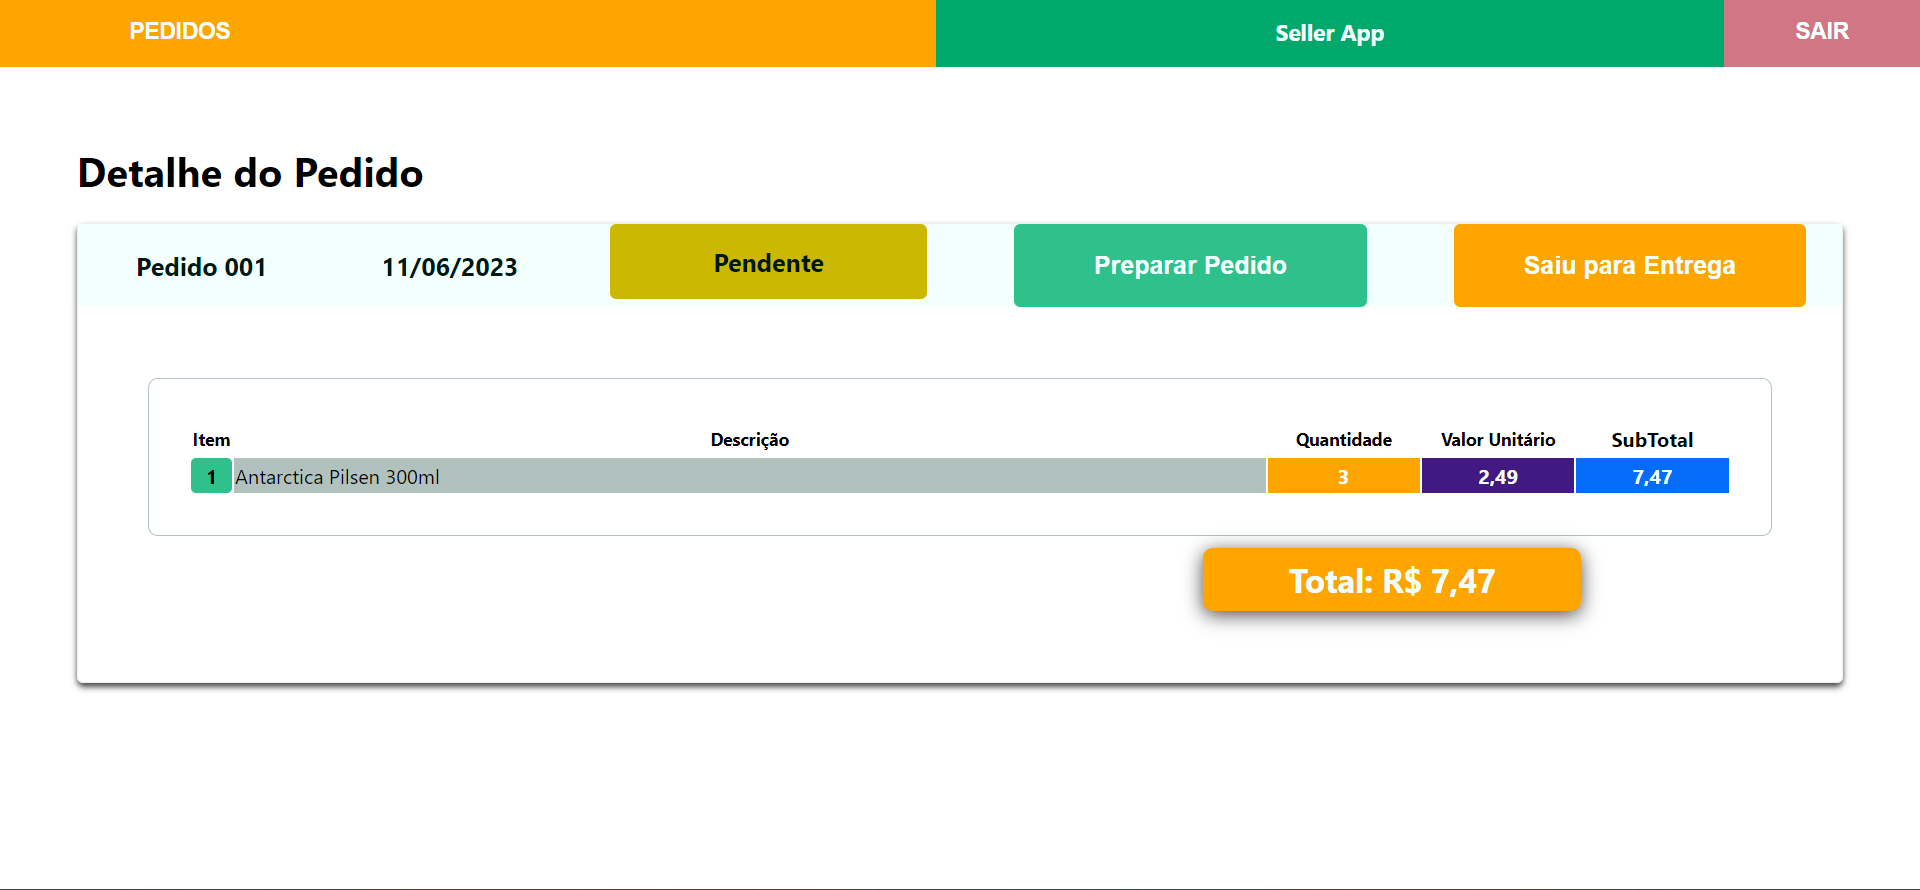 PEDIDOS Seller App SAIR
Detalhe do Pedido
Pedido 001 11/06/2023 Pendente Preparar Pedido Saiu para Entrega
Item Descrição Quantidade Valor Unitário SubTotal
1 Antarctica Pilsen 300ml 3 2,49 7,47
Total: R$ 7,47